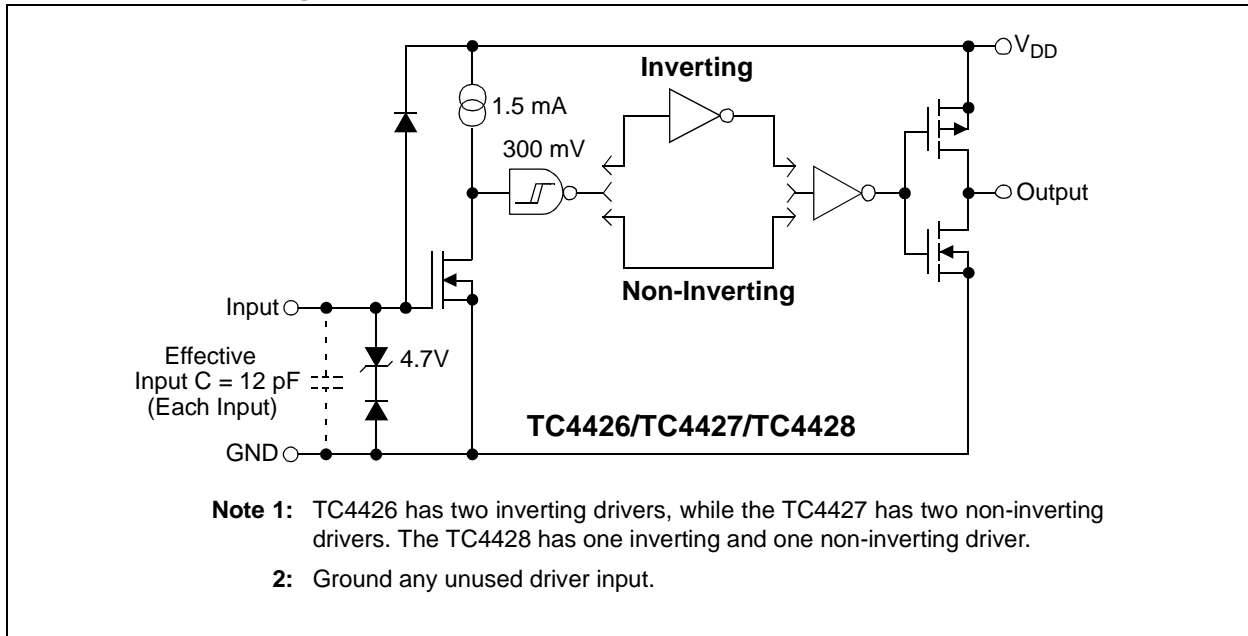 V_DD
Inverting
1.5 mA
300 mV
Output
Non-Inverting
Input
4.7V
Effective
Input C = 12 pF
(Each Input)
TC4426/TC4427/TC4428
GND
Note 1: TC4426 has two inverting drivers, while the TC4427 has two non-inverting
drivers. The TC4428 has one inverting and one non-inverting driver.
2: Ground any unused driver input.